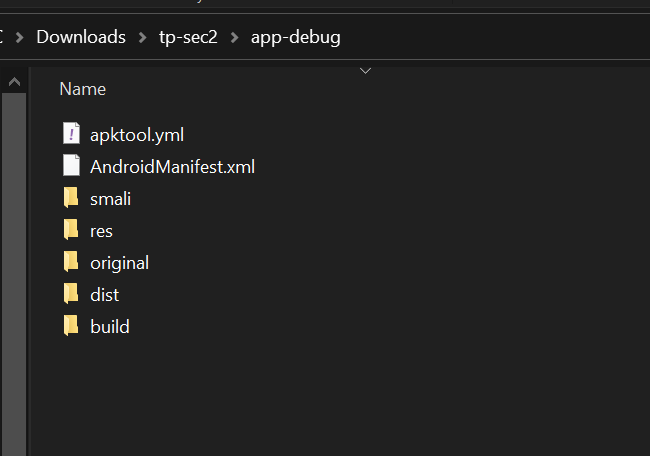 Downloads > tp-sec2 > app-debug
Name
apktool.yml
AndroidManifest.xml
smali
res
original
dist
build